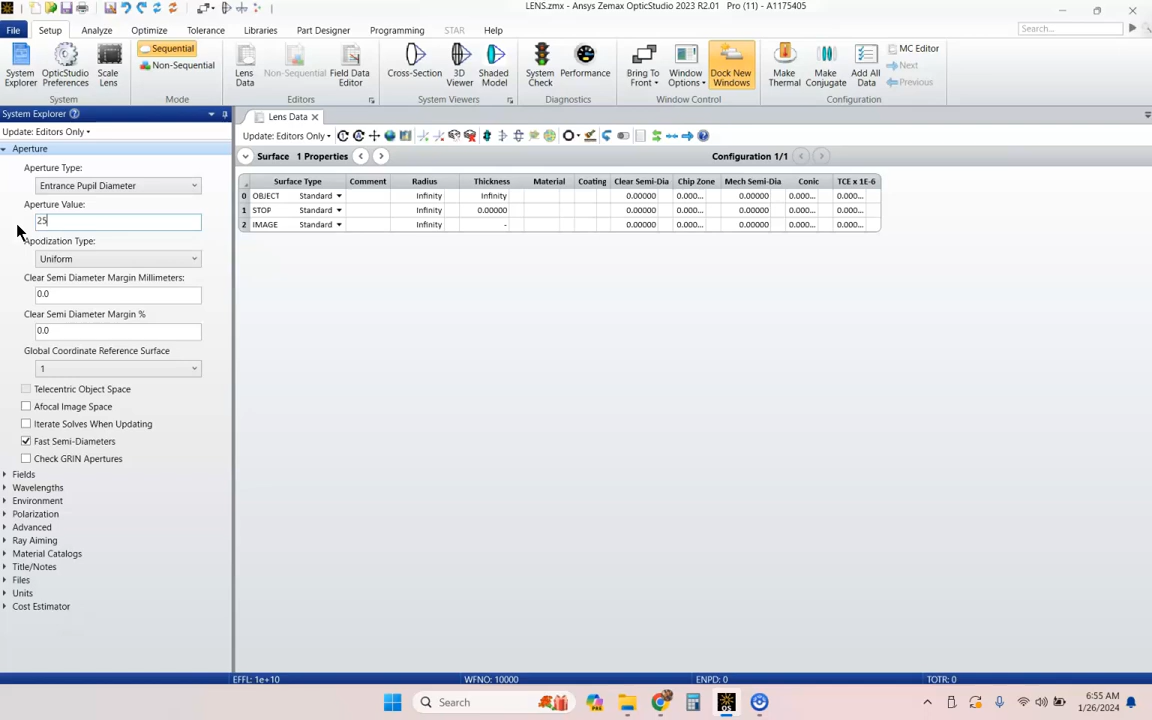 LENS.zmx - Ansys Zemax OpticStudio 2023 R2.01 Pro (11) - A1175405
File Setup Analyze Optimize Tolerance Libraries Part Designer Programming STAR Help Search...
System Explorer OpticStudio Preferences Scale Lens
System
Sequential
Non-Sequential
Mode
Lens Data Non-Sequential Field Data Editor
Editors
Cross-Section 3D Viewer Shaded Model
System Viewers
System Check Performance
Diagnostics
Bring To Front Window Options Dock New Windows
Window Control
Make Thermal Make Conjugate Add All Data
MC Editor
Next
Previous
Configuration
System Explorer
Update: Editors Only
Aperture
Aperture Type:
Entrance Pupil Diameter
Aperture Value:
25
Apodization Type:
Uniform
Clear Semi Diameter Margin Millimeters:
0.0
Clear Semi Diameter Margin %
0.0
Global Coordinate Reference Surface
1
Telecentric Object Space
Afocal Image Space
Iterate Solves When Updating
Fast Semi-Diameters
Check GRIN Apertures
Fields
Wavelengths
Environment
Polarization
Advanced
Ray Aiming
Material Catalogs
Title/Notes
Files
Units
Cost Estimator
Lens Data
Update: Editors Only
Surface 1 Properties Configuration 1/1
Surface Type Comment Radius Thickness Material Coating Clear Semi-Dia Chip Zone Mech Semi-Dia Conic TCE x 1E-6
0 OBJECT Standard Infinity Infinity 0.00000 0.000... 0.00000 0.000... 0.000...
1 STOP Standard Infinity 0.00000 0.00000 0.000... 0.00000 0.000... 0.000...
2 IMAGE Standard Infinity - 0.00000 0.000... 0.00000 0.000... 0.000...
EFFL: 1e+10 WFNO: 10000 ENPD: 0 TOTR: 0
Search
6:55 AM
1/26/2024